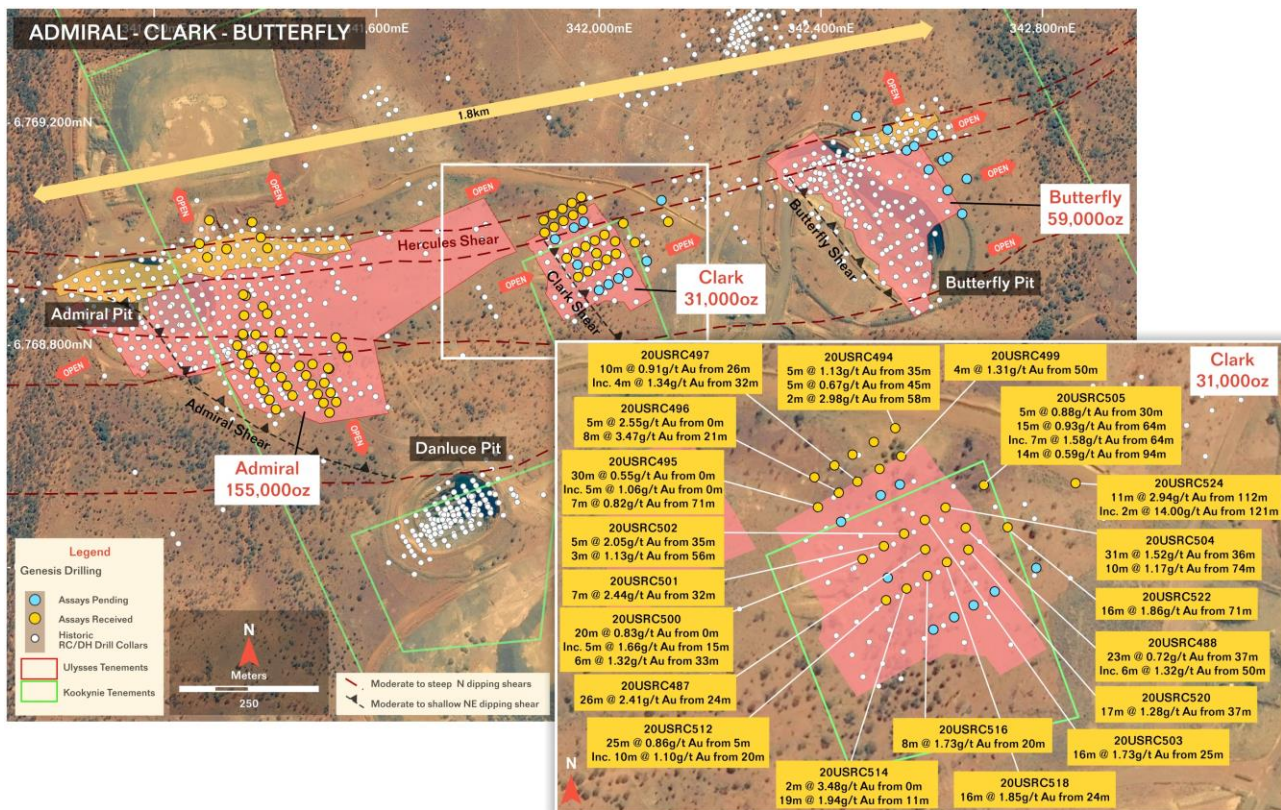 ADMIRAL - CLARK - BUTTERFLY
342,000mE
342,400mE
342,800mE
6,769,200mN
6,768,800mN
1.8km
OPEN
OPEN
OPEN
OPEN
OPEN
OPEN
OPEN
OPEN
OPEN
OPEN
OPEN
Hercules Shear
Butterfly Shear
Clark Shear
Admiral Shear
Butterfly
59,000oz
Butterfly Pit
Clark
31,000oz
Admiral Pit
Admiral
155,000oz
Danluce Pit
Legend
Genesis Drilling
Assays Pending
Assays Received
Historic
RC/DH Drill Collars
Ulysses Tenements
Kookynie Tenements
N
Meters
250
Moderate to steep N dipping shears
Moderate to shallow NE dipping shear
Clark
31,000oz
20USRC497
10m @ 0.91g/t Au from 26m
Inc. 4m @ 1.34g/t Au from 32m
20USRC494
5m @ 1.13g/t Au from 35m
5m @ 0.67g/t Au from 45m
2m @ 2.98g/t Au from 58m
20USRC499
4m @ 1.31g/t Au from 50m
20USRC496
5m @ 2.55g/t Au from 0m
8m @ 3.47g/t Au from 21m
20USRC505
5m @ 0.88g/t Au from 30m
15m @ 0.93g/t Au from 64m
Inc. 7m @ 1.58g/t Au from 64m
14m @ 0.59g/t Au from 94m
20USRC495
30m @ 0.55g/t Au from 0m
Inc. 5m @ 1.06g/t Au from 0m
7m @ 0.82g/t Au from 71m
20USRC524
11m @ 2.94g/t Au from 112m
Inc. 2m @ 14.00g/t Au from 121m
20USRC502
5m @ 2.05g/t Au from 35m
3m @ 1.13g/t Au from 56m
20USRC504
31m @ 1.52g/t Au from 36m
10m @ 1.17g/t Au from 74m
20USRC501
7m @ 2.44g/t Au from 32m
20USRC522
16m @ 1.86g/t Au from 71m
20USRC500
20m @ 0.83g/t Au from 0m
Inc. 5m @ 1.66g/t Au from 15m
6m @ 1.32g/t Au from 33m
20USRC488
23m @ 0.72g/t Au from 37m
Inc. 6m @ 1.32g/t Au from 50m
20USRC487
26m @ 2.41g/t Au from 24m
20USRC520
17m @ 1.28g/t Au from 37m
20USRC512
25m @ 0.86g/t Au from 5m
Inc. 10m @ 1.10g/t Au from 20m
20USRC516
8m @ 1.73g/t Au from 20m
20USRC503
16m @ 1.73g/t Au from 25m
20USRC514
2m @ 3.48g/t Au from 0m
19m @ 1.94g/t Au from 11m
20USRC518
16m @ 1.85g/t Au from 24m
N